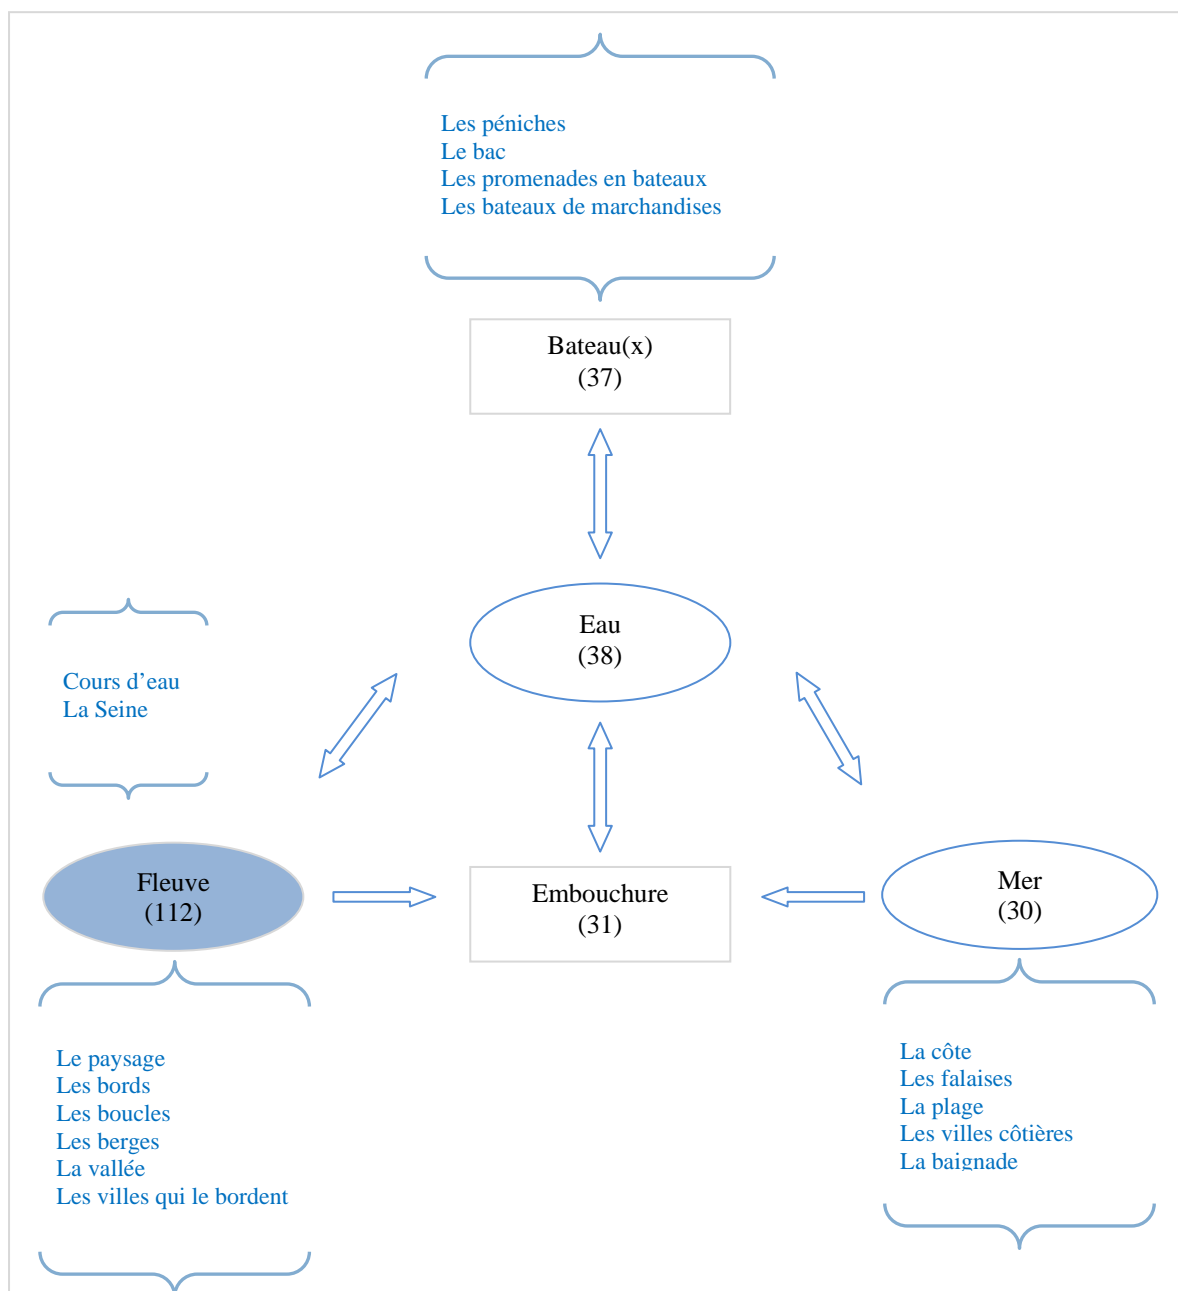 Les péniches
Le bac
Les promenades en bateaux
Les bateaux de marchandises
Bateau(x)
(37)
Eau
(38)
Cours d’eau
La Seine
Fleuve
(112)
Embouchure
(31)
Mer
(30)
Le paysage
Les bords
Les boucles
Les berges
La vallée
Les villes qui le bordent
La côte
Les falaises
La plage
Les villes côtières
La baignade